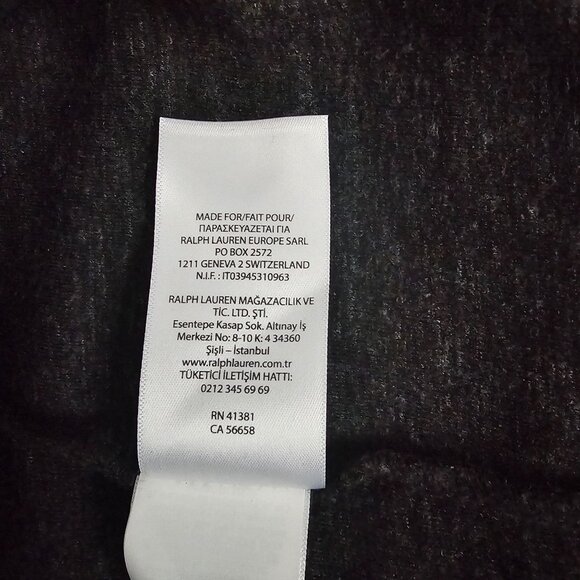 MADE FOR/FAIT POUR/
ΠΑΡΑΣΚΕΥΑΖΕΤΑΙ ΓΙΑ
RALPH LAUREN EUROPE SARL
PO BOX 2572
1211 GENEVA 2 SWITZERLAND
N.I.F. : IT03945310963
RALPH LAUREN MAĞAZACILIK VE
TİC. LTD. ŞTİ.
Esentepe Kasap Sok. Altınay İş
Merkezi No: 8-10 K: 4 34360
Şişli – İstanbul
www.ralphlauren.com.tr
TÜKETİCİ İLETİŞİM HATTI:
0212 345 69 69
RN 41381
CA 56658